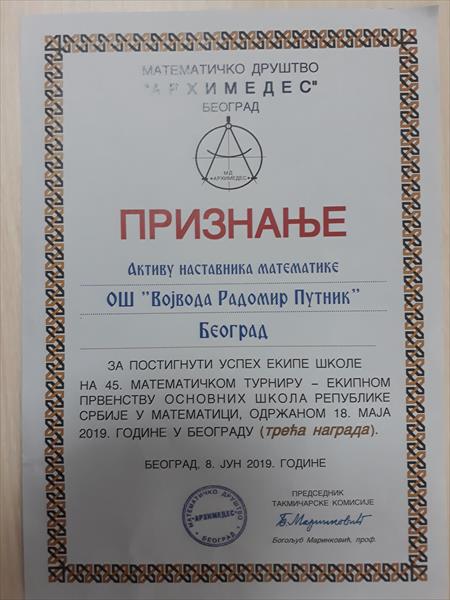 МАТЕМАТИЧКО ДРУШТВО
"АРХИМЕДЕС"
БЕОГРАД
МД
"АРХИМЕДЕС"
ПРИЗНАЊЕ
Активу наставника математике
ОШ "Војвода Радомир Путник"
Београд
ЗА ПОСТИГНУТИ УСПЕХ ЕКИПЕ ШКОЛЕ
НА 45. МАТЕМАТИЧКОМ ТУРНИРУ – ЕКИПНОМ
ПРВЕНСТВУ ОСНОВНИХ ШКОЛА РЕПУБЛИКЕ
СРБИЈЕ У МАТЕМАТИЦИ, ОДРЖАНОМ 18. МАЈА
2019. ГОДИНЕ У БЕОГРАДУ (трећа награда).
БЕОГРАД, 8. ЈУН 2019. ГОДИНЕ
МАТЕМАТИЧКО ДРУШТВО
"АРХИМЕДЕС"
БЕОГРАД
ПРЕДСЕДНИК
ТАКМИЧАРСКЕ КОМИСИЈЕ
Б. Маринковић
Богољуб Маринковић, проф.